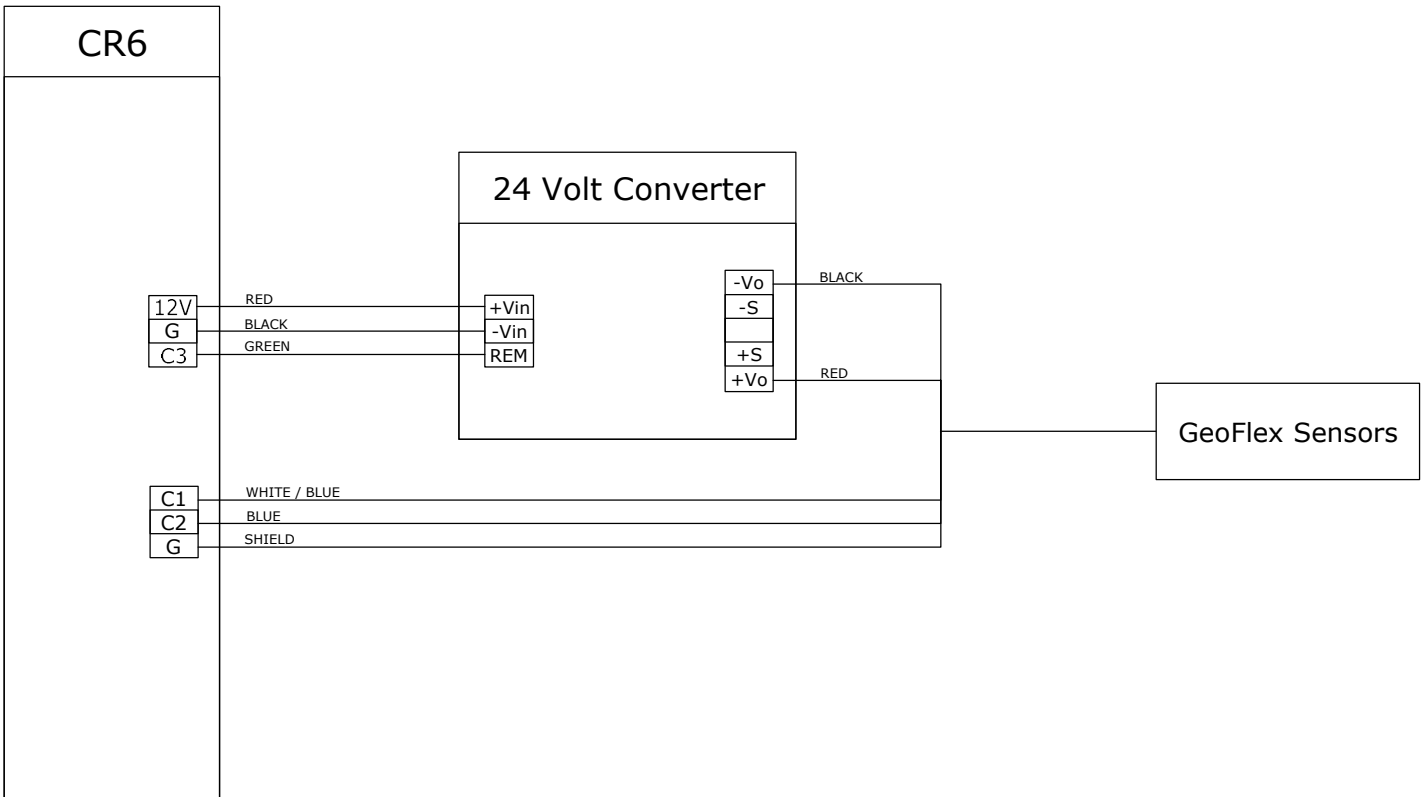 CR6
24 Volt Converter
12V RED +Vin
G BLACK -Vin
C3 GREEN REM
-Vo BLACK
-S
+S
+Vo RED
GeoFlex Sensors
C1 WHITE / BLUE
C2 BLUE
G SHIELD